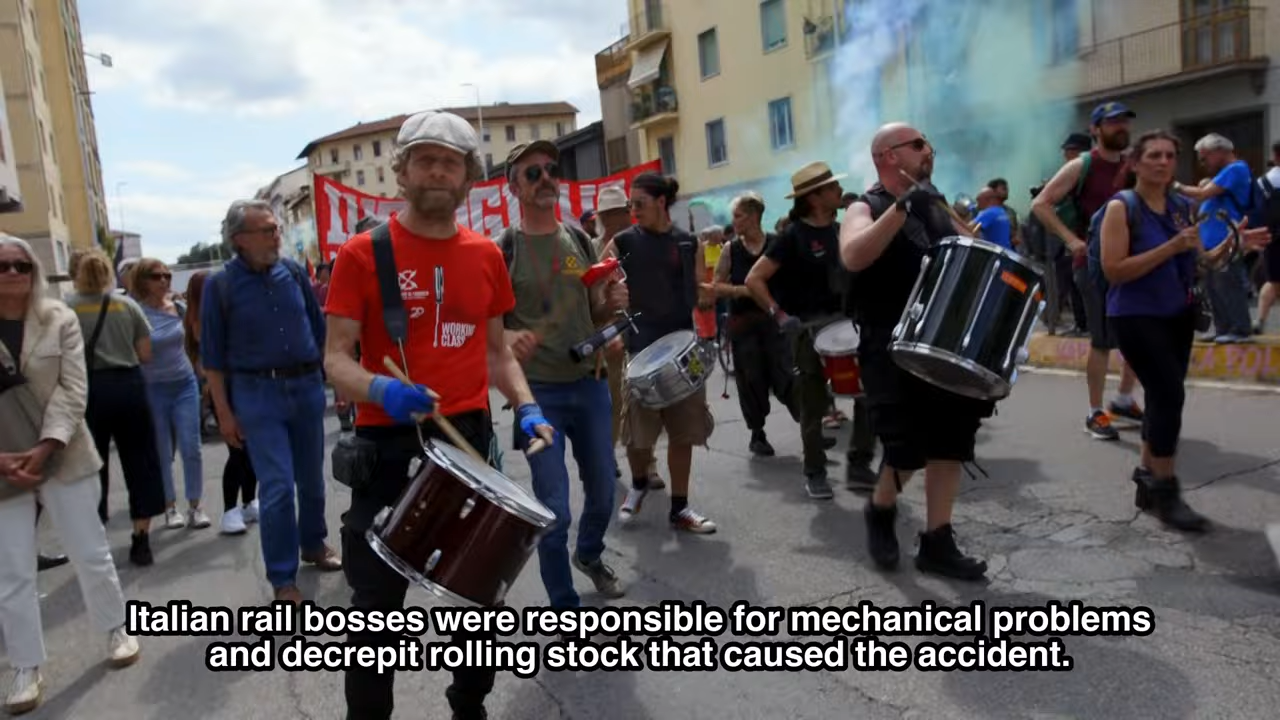 WORKING
CLASS
Italian rail bosses were responsible for mechanical problems
and decrepit rolling stock that caused the accident.